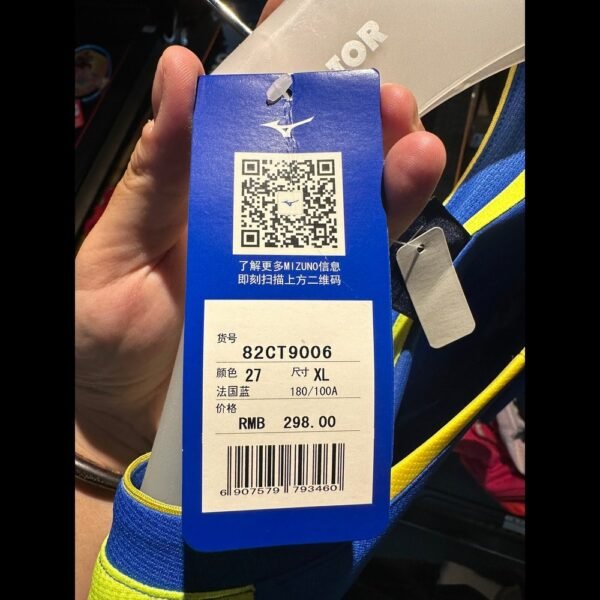 TOR
了解更多MIZUNO信息
即刻扫描上方二维码
货号
82CT9006
颜色 27 尺寸 XL
法国蓝 180/100A
价格
RMB 298.00
6 907579 793460